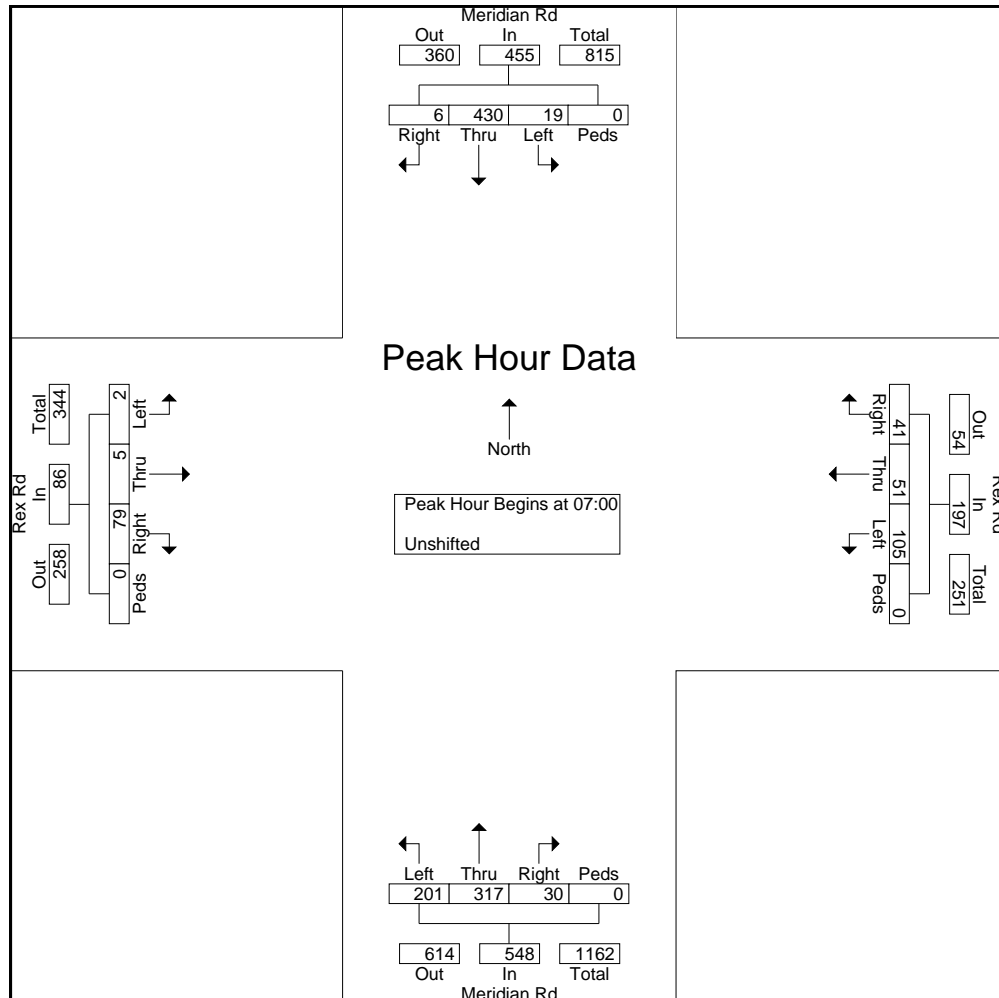 Meridian Rd
Out In Total
360 455 815
6 430 19 0
Right Thru Left Peds
Peak Hour Data
North
Peak Hour Begins at 07:00
Unshifted
Rex Rd
Total In Out
344 86 258
2 5 79 0
Left Thru Right Peds
Rex Rd
Out In Total
54 197 251
41 51 105 0
Right Thru Left Peds
Left Thru Right Peds
201 317 30 0
614 548 1162
Out In Total
Meridian Rd